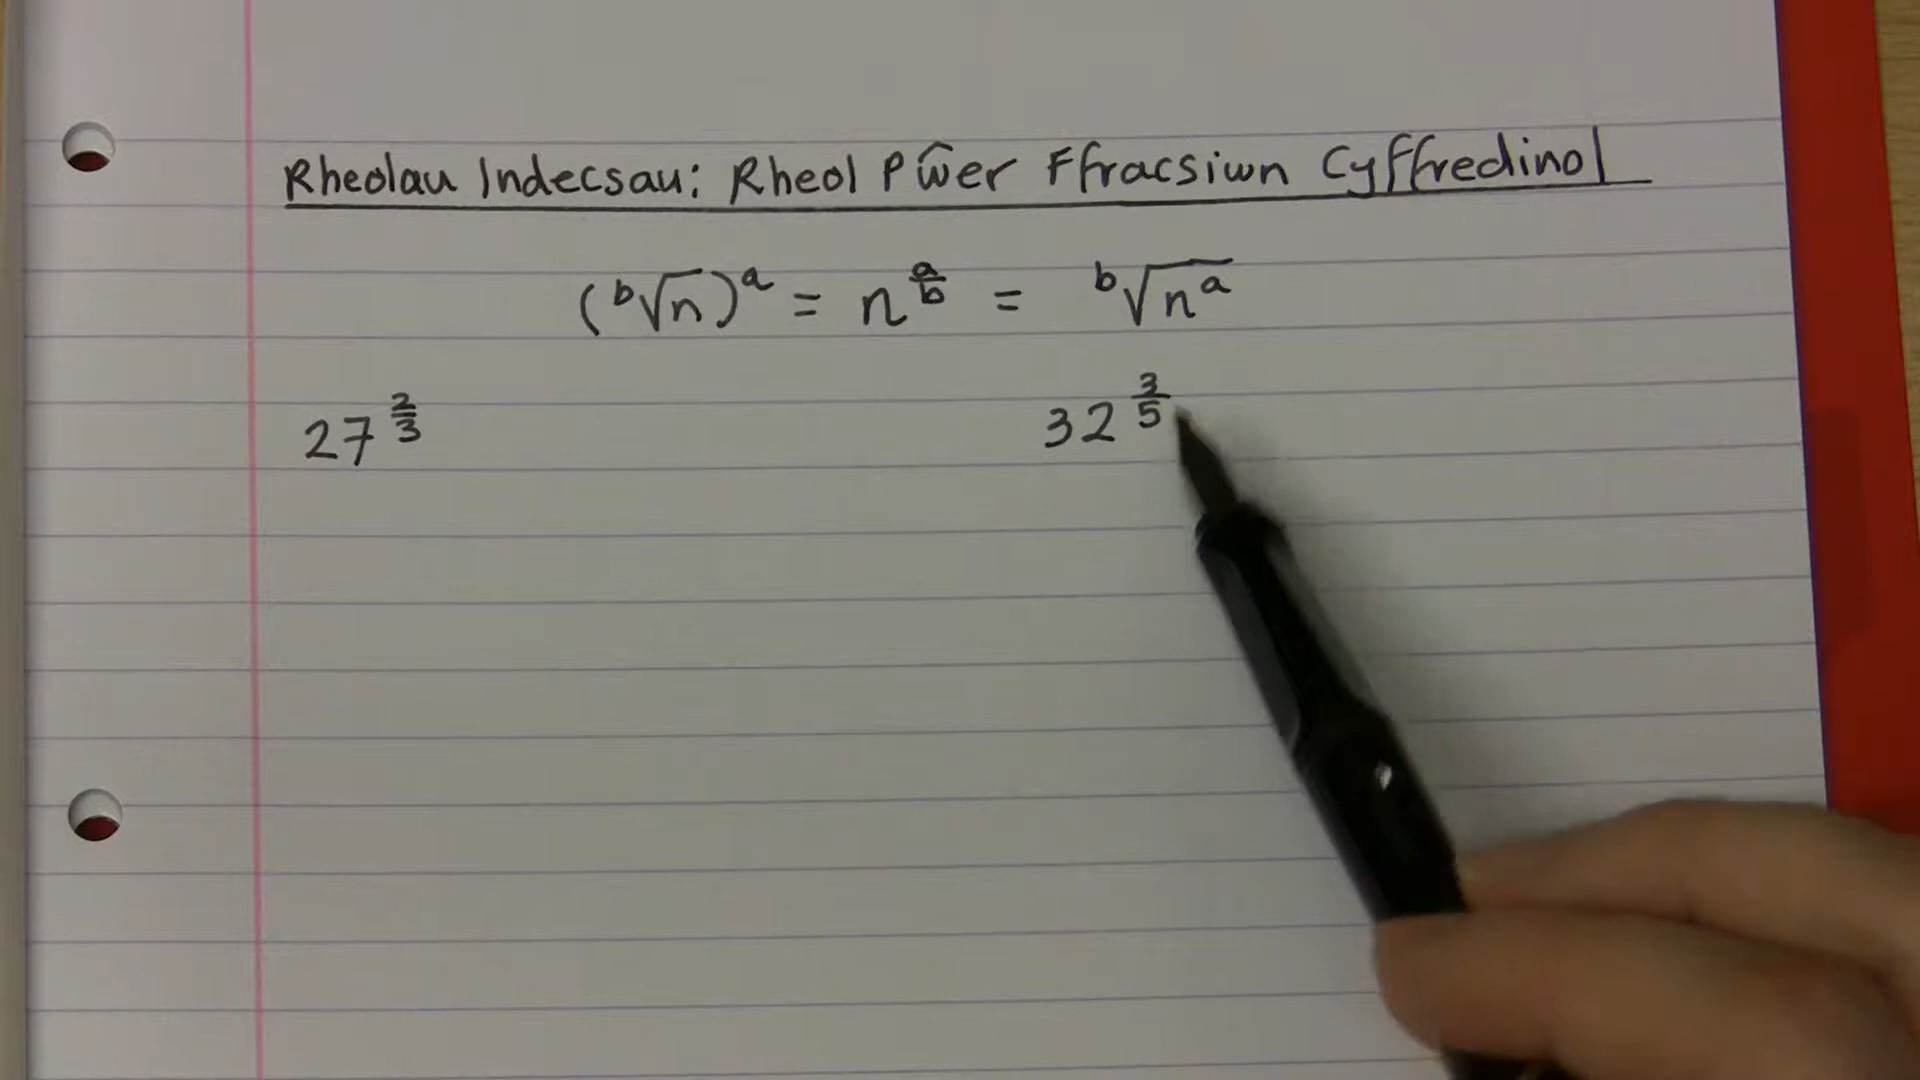 Rheolau Indecsau: Rheol Pŵer Ffracsiwn Cyffredinol
(ᵇ√n)ᵃ = n^(a/b) = ᵇ√(nᵃ)
27^(2/3) 32^(3/5)